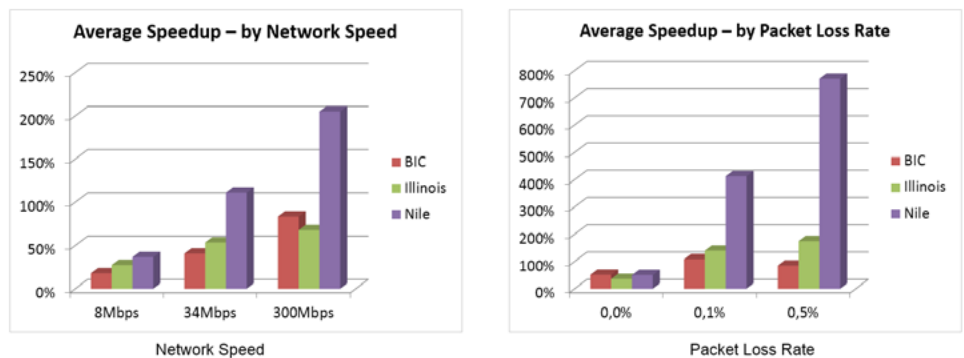 Average Speedup – by Network Speed
250%
200%
150%
100%
50%
0%
8Mbps 34Mbps 300Mbps
BIC
Illinois
Nile
Network Speed
Average Speedup – by Packet Loss Rate
800%
700%
600%
500%
400%
300%
200%
100%
0%
0,0% 0,1% 0,5%
BIC
Illinois
Nile
Packet Loss Rate